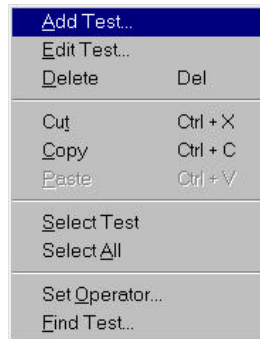 Add Test...
Edit Test...
Delete Del
Cut Ctrl + X
Copy Ctrl + C
Paste Ctrl + V
Select Test
Select All
Set Operator...
Find Test...